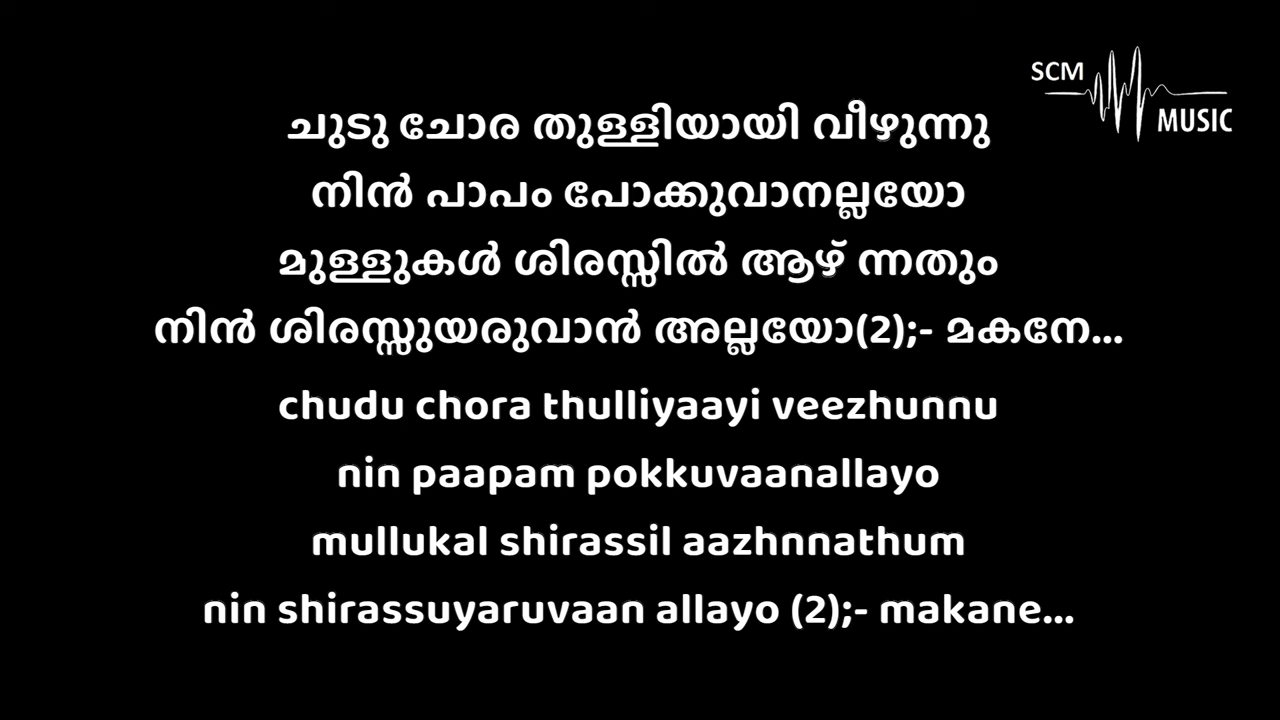 SCM
MUSIC
ചുടു ചോര തുള്ളിയായി വീഴുന്നു
നിൻ പാപം പോക്കുവാനല്ലയോ
മുള്ളുകൾ ശിരസ്സിൽ ആഴ് ന്നതും
നിൻ ശിരസ്സുയരുവാൻ അല്ലയോ(2);- മകനേ...
chudu chora thulliyaayi veezhunnu
nin paapam pokkuvaanallayo
mullukal shirassil aazhnnathum
nin shirassuyaruvaan allayo (2);- makane...